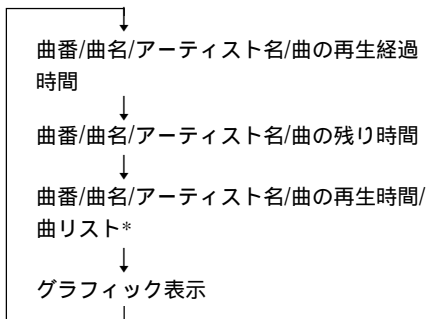 曲番/曲名/アーティスト名/曲の再生経過
時間
曲番/曲名/アーティスト名/曲の残り時間
曲番/曲名/アーティスト名/曲の再生時間/
曲リスト*
グラフィック表示